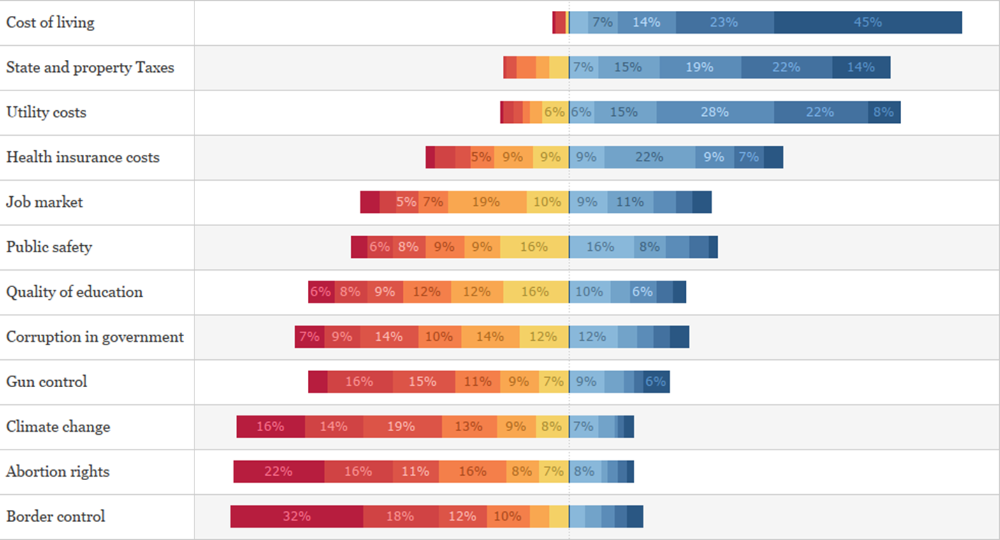 Cost of living 7% 14% 23% 45%
State and property Taxes 7% 15% 19% 22% 14%
Utility costs 6% 6% 15% 28% 22% 8%
Health insurance costs 5% 9% 9% 9% 22% 9% 7%
Job market 5% 7% 19% 10% 9% 11%
Public safety 6% 8% 9% 9% 16% 16% 8%
Quality of education 6% 8% 9% 12% 12% 16% 10% 6%
Corruption in government 7% 9% 14% 10% 14% 12% 12%
Gun control 16% 15% 11% 9% 7% 9% 6%
Climate change 16% 14% 19% 13% 9% 8% 7%
Abortion rights 22% 16% 11% 16% 8% 7% 8%
Border control 32% 18% 12% 10%